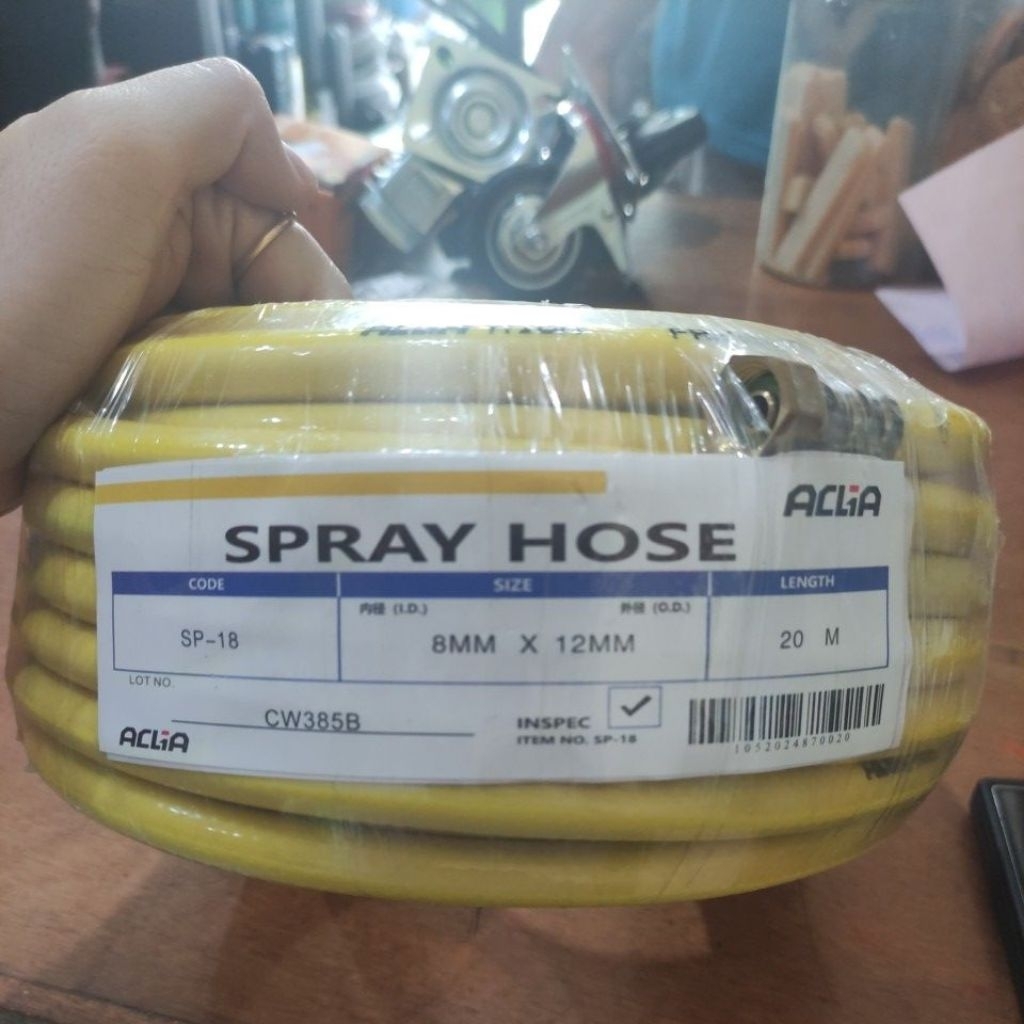 ACLiA
SPRAY HOSE
CODE SIZE LENGTH
内径 (I.D.) 外径 (O.D.)
SP-18 8MM X 12MM 20 M
LOT NO.
CW385B
INSPEC
ITEM NO. SP-18
ACLiA
1052024870020